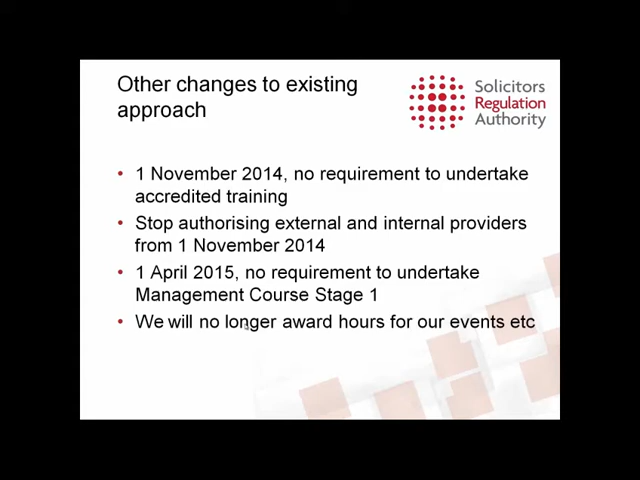 Other changes to existing
approach
Solicitors
Regulation
Authority
• 1 November 2014, no requirement to undertake
accredited training
• Stop authorising external and internal providers
from 1 November 2014
• 1 April 2015, no requirement to undertake
Management Course Stage 1
• We will no longer award hours for our events etc